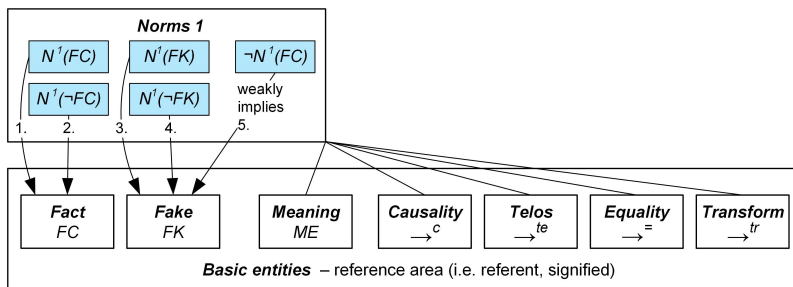 Norms 1
N¹(FC) N¹(FK) ¬N¹(FC)
N¹(¬FC) N¹(¬FK) weakly
implies
1. 2. 3. 4. 5.
Fact Fake Meaning Causality Telos Equality Transform
FC FK ME →ᶜ →ᵗᵉ →⁼ →ᵗʳ
Basic entities – reference area (i.e. referent, signified)